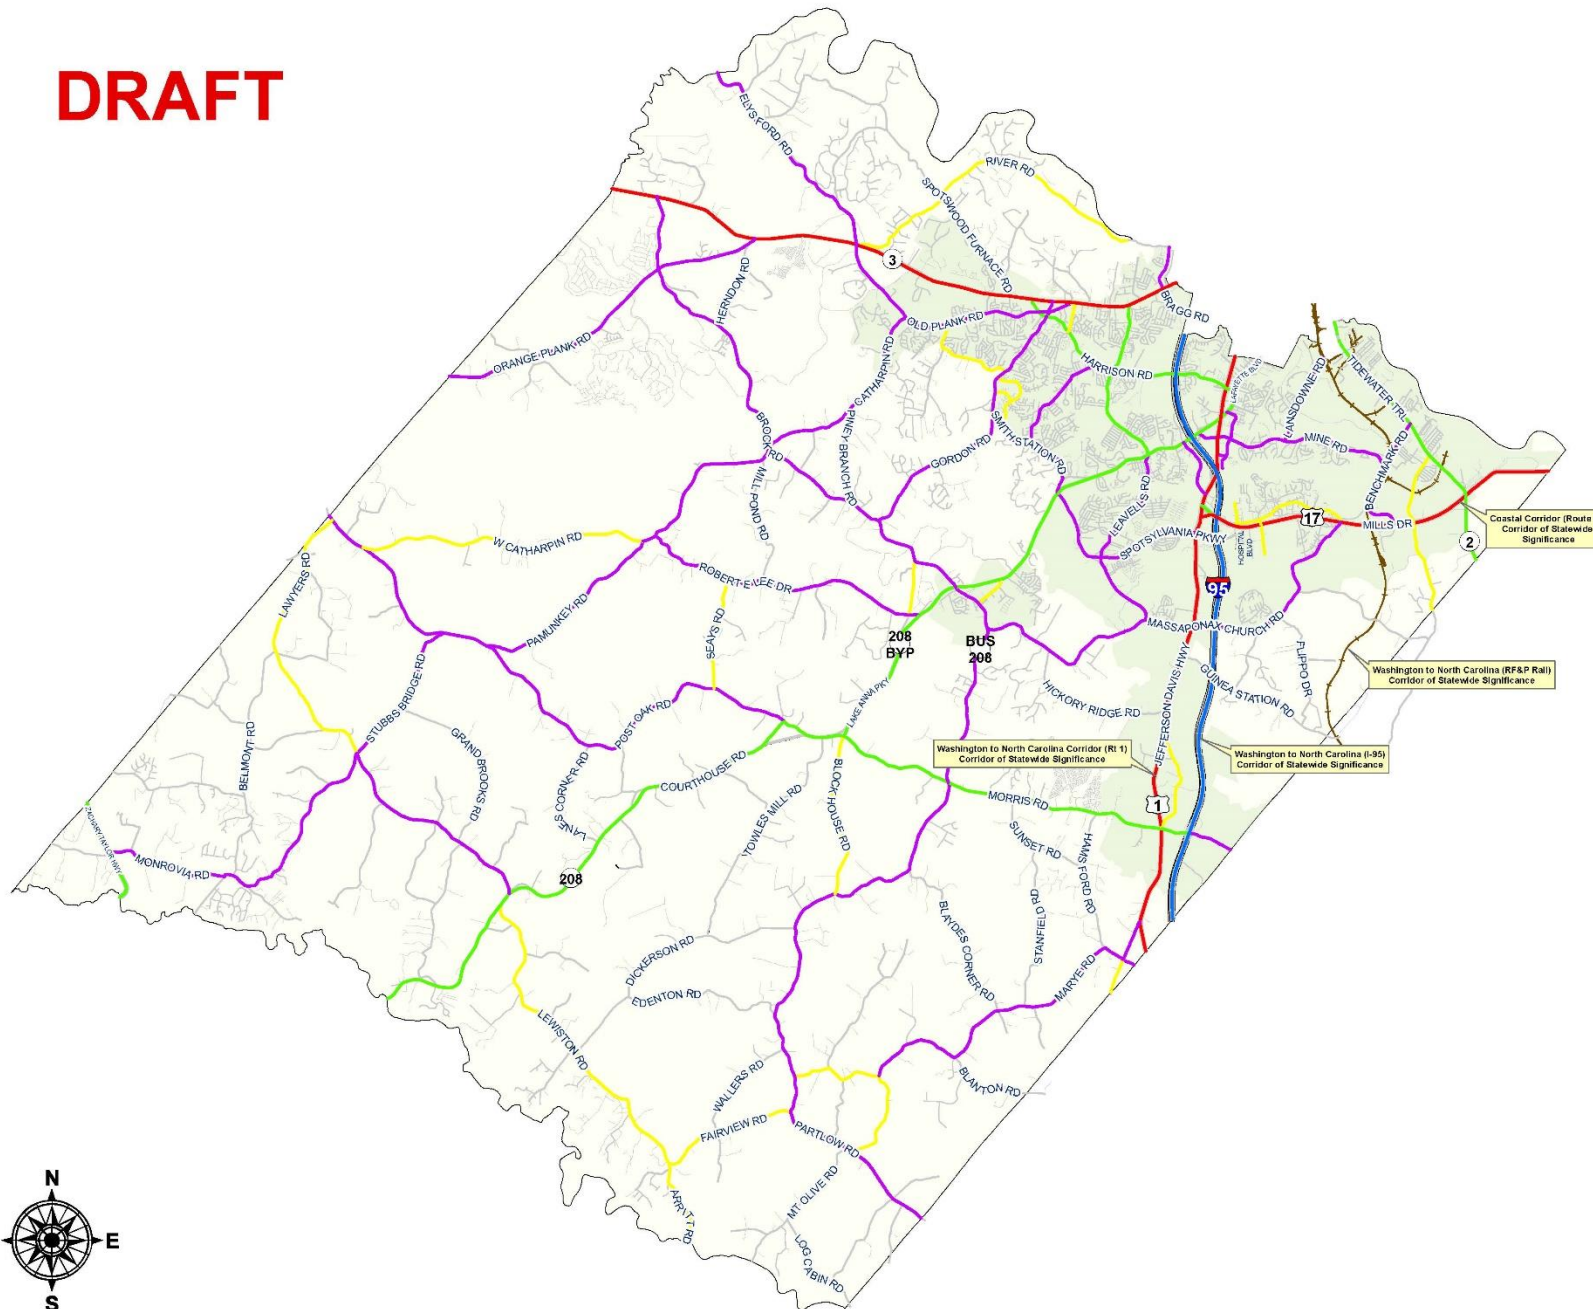 DRAFT
ELYS FORD RD
RIVER RD
SPOTSWOOD FURNACE RD
3
HERNDON RD
BRAGG RD
OLD PLANK RD
ORANGE PLANK RD
HARRISON RD
LAFAYETTE BLVD
LANSDOWNE RD
TIDEWATER TRL
CATHARPIN RD
PINEY BRANCH RD
BROCK RD
SMITH STATION RD
GORDON RD
MINE RD
BENCHMARK RD
MILL POND RD
LEAVELLS RD
17
MILLS DR
Coastal Corridor (Route
Corridor of Statewide
Significance
2
W CATHARPIN RD
SPOTSYLVANIA PKWY
HOSPITAL
BLVD
LAWYERS RD
ROBERT E LEE DR
95
PAMUNKEY RD
SEAYS RD
208
BYP
BUS
208
MASSAPONAX CHURCH RD
FLIPPO DR
Washington to North Carolina (RF&P Rail)
Corridor of Statewide Significance
STUBBS BRIDGE RD
LAKE ANNA PKY
HICKORY RIDGE RD
GUINEA STATION RD
JEFFERSON DAVIS HWY
POST OAK RD
BELMONT RD
GRAND BROOKS RD
LANES CORNER RD
COURTHOUSE RD
Washington to North Carolina Corridor (Rt 1)
Corridor of Statewide Significance
Washington to North Carolina (I-95)
Corridor of Statewide Significance
BLOCK HOUSE RD
TOWLES MILL RD
MORRIS RD
1
ZACHARY TAYLOR HWY
SUNSET RD
HAMS FORD RD
MONROVIA RD
208
BLAYDES CORNER RD
STANFIELD RD
DICKERSON RD
EDENTON RD
MARYE RD
LEWISTON RD
WALLERS RD
BLANTON RD
FAIRVIEW RD
PARTLOW RD
MT OLIVE RD
ARRITT RD
LOG CABIN RD
N
E
S